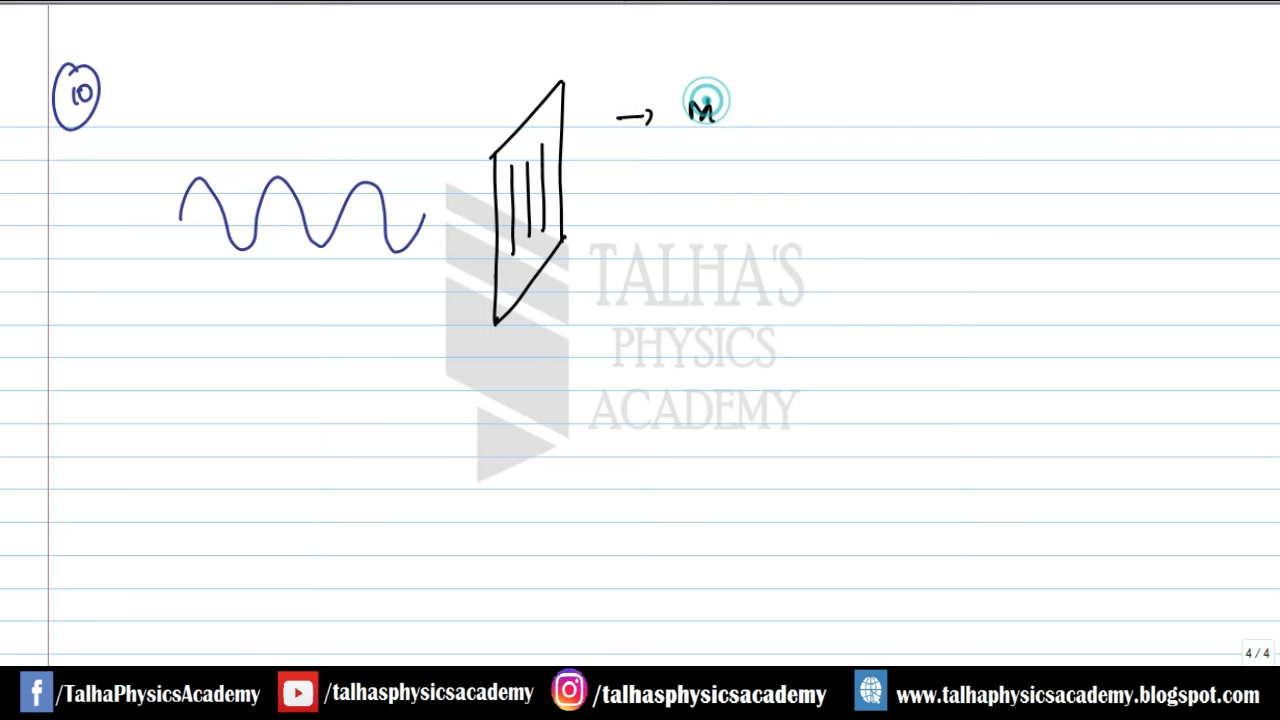 10
→ M
TALHA'S
PHYSICS
ACADEMY
4/4
/TalhaPhysicsAcademy /talhasphysicsacademy /talhasphysicsacademy www.talhaphysicsacademy.blogspot.com